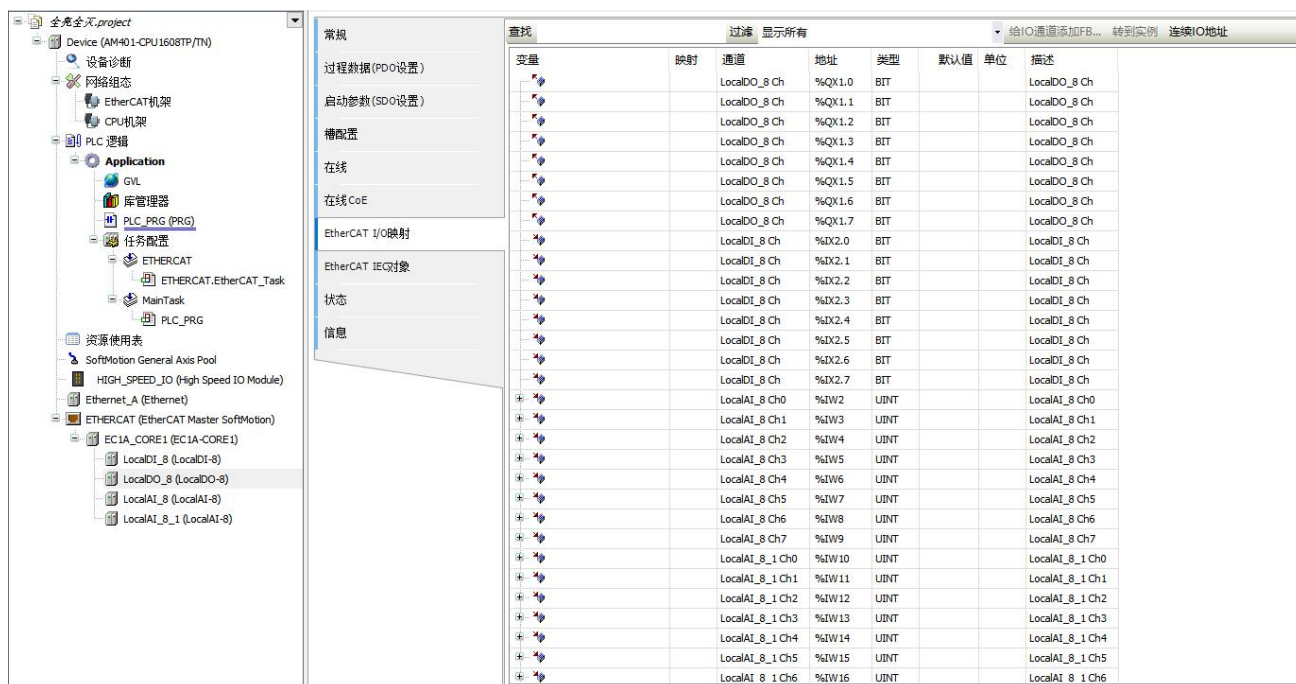 全亮全灭.project
Device (AM401-CPU1608TP/TN)
设备诊断
网络组态
EtherCAT机架
CPU机架
PLC 逻辑
Application
GVL
库管理器
PLC_PRG (PRG)
任务配置
ETHERCAT
ETHERCAT.EtherCAT_Task
MainTask
PLC_PRG
资源使用表
SoftMotion General Axis Pool
HIGH_SPEED_IO (High Speed IO Module)
Ethernet_A (Ethernet)
ETHERCAT (EtherCAT Master SoftMotion)
EC1A_CORE1 (EC1A-CORE1)
LocalDI_8 (LocalDI-8)
LocalDO_8 (LocalDO-8)
LocalAI_8 (LocalAI-8)
LocalAI_8_1 (LocalAI-8)
常规
过程数据(PDO设置)
启动参数(SDO设置)
槽配置
在线
在线CoE
EtherCAT I/O映射
EtherCAT IEC对象
状态
信息
查找 过滤 显示所有 给IO通道添加FB... 转到实例 连续IO地址
变量 映射 通道 地址 类型 默认值 单位 描述
LocalDO_8 Ch %QX1.0 BIT LocalDO_8 Ch
LocalDO_8 Ch %QX1.1 BIT LocalDO_8 Ch
LocalDO_8 Ch %QX1.2 BIT LocalDO_8 Ch
LocalDO_8 Ch %QX1.3 BIT LocalDO_8 Ch
LocalDO_8 Ch %QX1.4 BIT LocalDO_8 Ch
LocalDO_8 Ch %QX1.5 BIT LocalDO_8 Ch
LocalDO_8 Ch %QX1.6 BIT LocalDO_8 Ch
LocalDO_8 Ch %QX1.7 BIT LocalDO_8 Ch
LocalDI_8 Ch %IX2.0 BIT LocalDI_8 Ch
LocalDI_8 Ch %IX2.1 BIT LocalDI_8 Ch
LocalDI_8 Ch %IX2.2 BIT LocalDI_8 Ch
LocalDI_8 Ch %IX2.3 BIT LocalDI_8 Ch
LocalDI_8 Ch %IX2.4 BIT LocalDI_8 Ch
LocalDI_8 Ch %IX2.5 BIT LocalDI_8 Ch
LocalDI_8 Ch %IX2.6 BIT LocalDI_8 Ch
LocalDI_8 Ch %IX2.7 BIT LocalDI_8 Ch
LocalAI_8 Ch0 %IW2 UINT LocalAI_8 Ch0
LocalAI_8 Ch1 %IW3 UINT LocalAI_8 Ch1
LocalAI_8 Ch2 %IW4 UINT LocalAI_8 Ch2
LocalAI_8 Ch3 %IW5 UINT LocalAI_8 Ch3
LocalAI_8 Ch4 %IW6 UINT LocalAI_8 Ch4
LocalAI_8 Ch5 %IW7 UINT LocalAI_8 Ch5
LocalAI_8 Ch6 %IW8 UINT LocalAI_8 Ch6
LocalAI_8 Ch7 %IW9 UINT LocalAI_8 Ch7
LocalAI_8_1 Ch0 %IW10 UINT LocalAI_8_1 Ch0
LocalAI_8_1 Ch1 %IW11 UINT LocalAI_8_1 Ch1
LocalAI_8_1 Ch2 %IW12 UINT LocalAI_8_1 Ch2
LocalAI_8_1 Ch3 %IW13 UINT LocalAI_8_1 Ch3
LocalAI_8_1 Ch4 %IW14 UINT LocalAI_8_1 Ch4
LocalAI_8_1 Ch5 %IW15 UINT LocalAI_8_1 Ch5
LocalAI_8_1 Ch6 %IW16 UINT LocalAI_8_1 Ch6